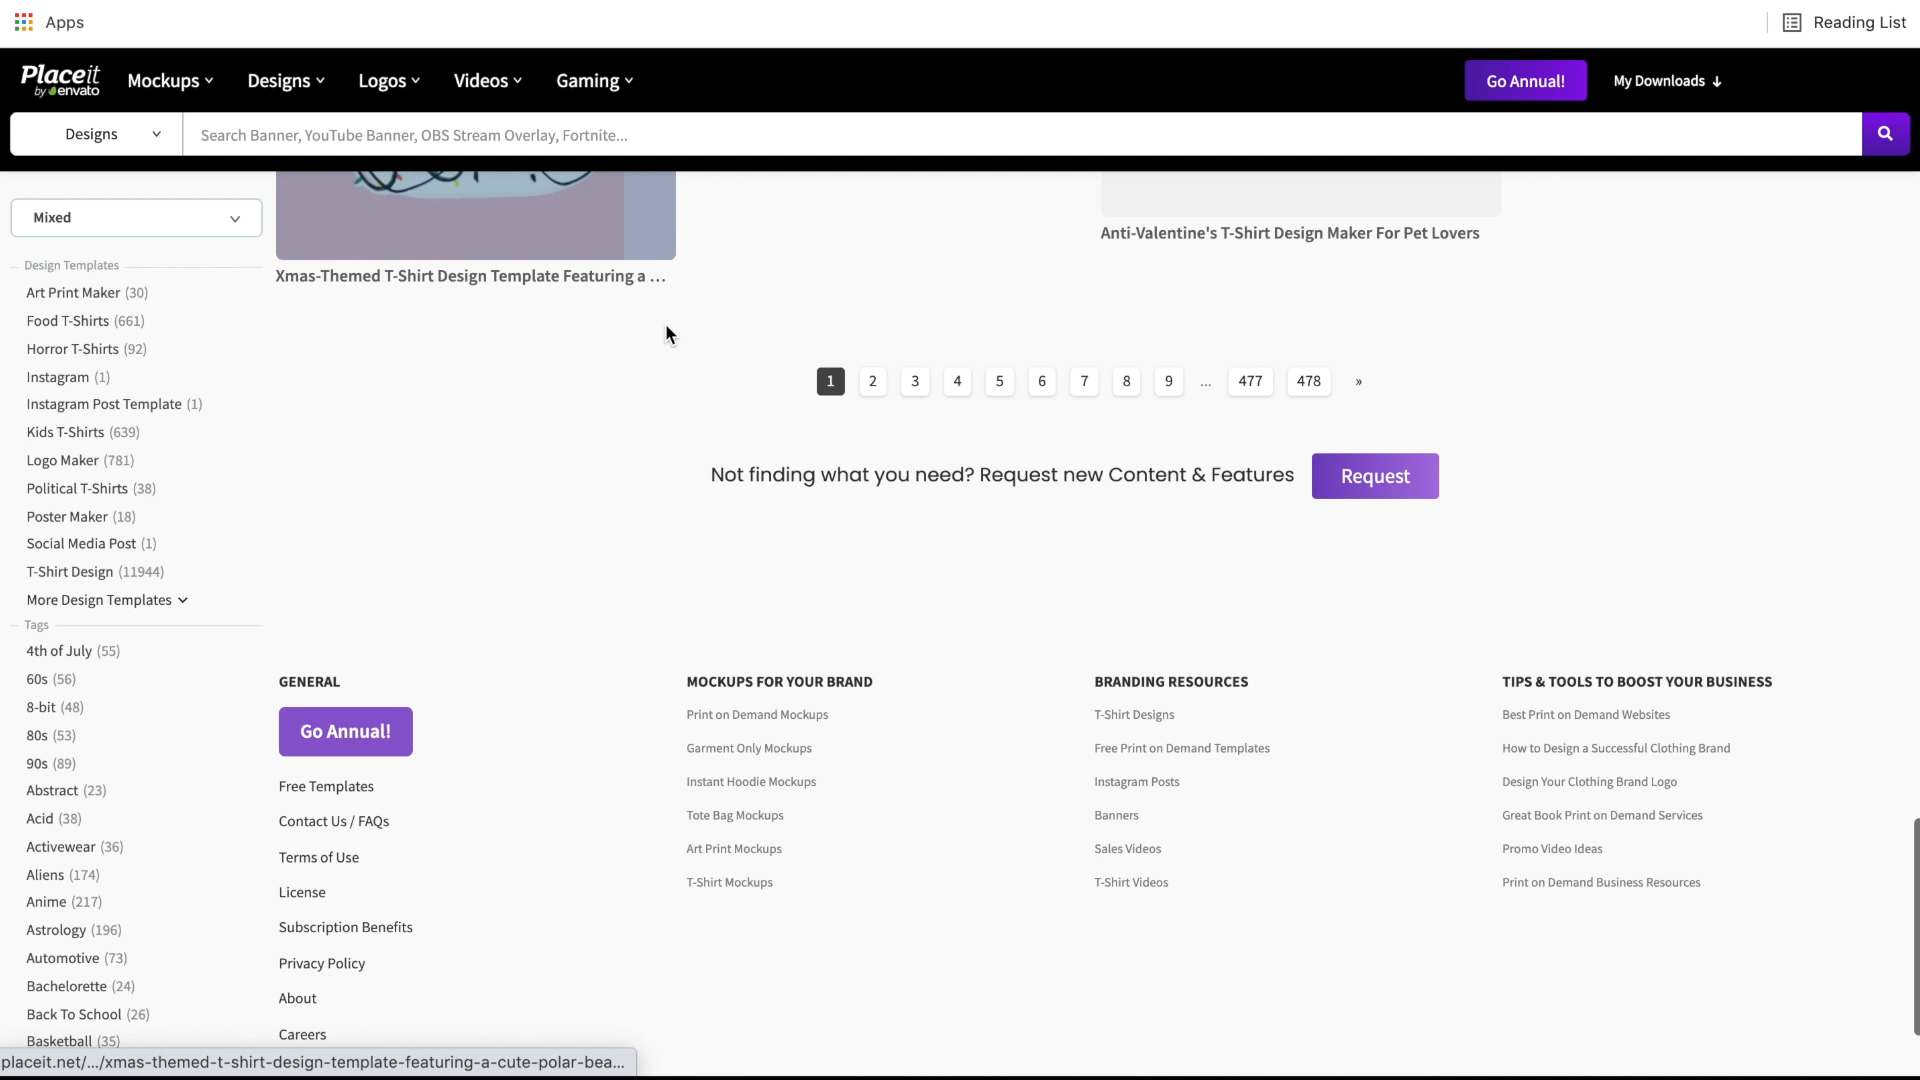 Apps
Reading List
Placeit
by envato
Mockups
Designs
Logos
Videos
Gaming
Go Annual!
My Downloads
Designs
Search Banner, YouTube Banner, OBS Stream Overlay, Fortnite...
Mixed
Design Templates
Art Print Maker (30)
Food T-Shirts (661)
Horror T-Shirts (92)
Instagram (1)
Instagram Post Template (1)
Kids T-Shirts (639)
Logo Maker (781)
Political T-Shirts (38)
Poster Maker (18)
Social Media Post (1)
T-Shirt Design (11944)
More Design Templates
Tags
4th of July (55)
60s (56)
8-bit (48)
80s (53)
90s (89)
Abstract (23)
Acid (38)
Activewear (36)
Aliens (174)
Anime (217)
Astrology (196)
Automotive (73)
Bachelorette (24)
Back To School (26)
Basketball (35)
Xmas-Themed T-Shirt Design Template Featuring a ...
Anti-Valentine's T-Shirt Design Maker For Pet Lovers
1 2 3 4 5 6 7 8 9 ... 477 478 »
Not finding what you need? Request new Content & Features
Request
GENERAL
Go Annual!
Free Templates
Contact Us / FAQs
Terms of Use
License
Subscription Benefits
Privacy Policy
About
Careers
MOCKUPS FOR YOUR BRAND
Print on Demand Mockups
Garment Only Mockups
Instant Hoodie Mockups
Tote Bag Mockups
Art Print Mockups
T-Shirt Mockups
BRANDING RESOURCES
T-Shirt Designs
Free Print on Demand Templates
Instagram Posts
Banners
Sales Videos
T-Shirt Videos
TIPS & TOOLS TO BOOST YOUR BUSINESS
Best Print on Demand Websites
How to Design a Successful Clothing Brand
Design Your Clothing Brand Logo
Great Book Print on Demand Services
Promo Video Ideas
Print on Demand Business Resources
placeit.net/.../xmas-themed-t-shirt-design-template-featuring-a-cute-polar-bea...